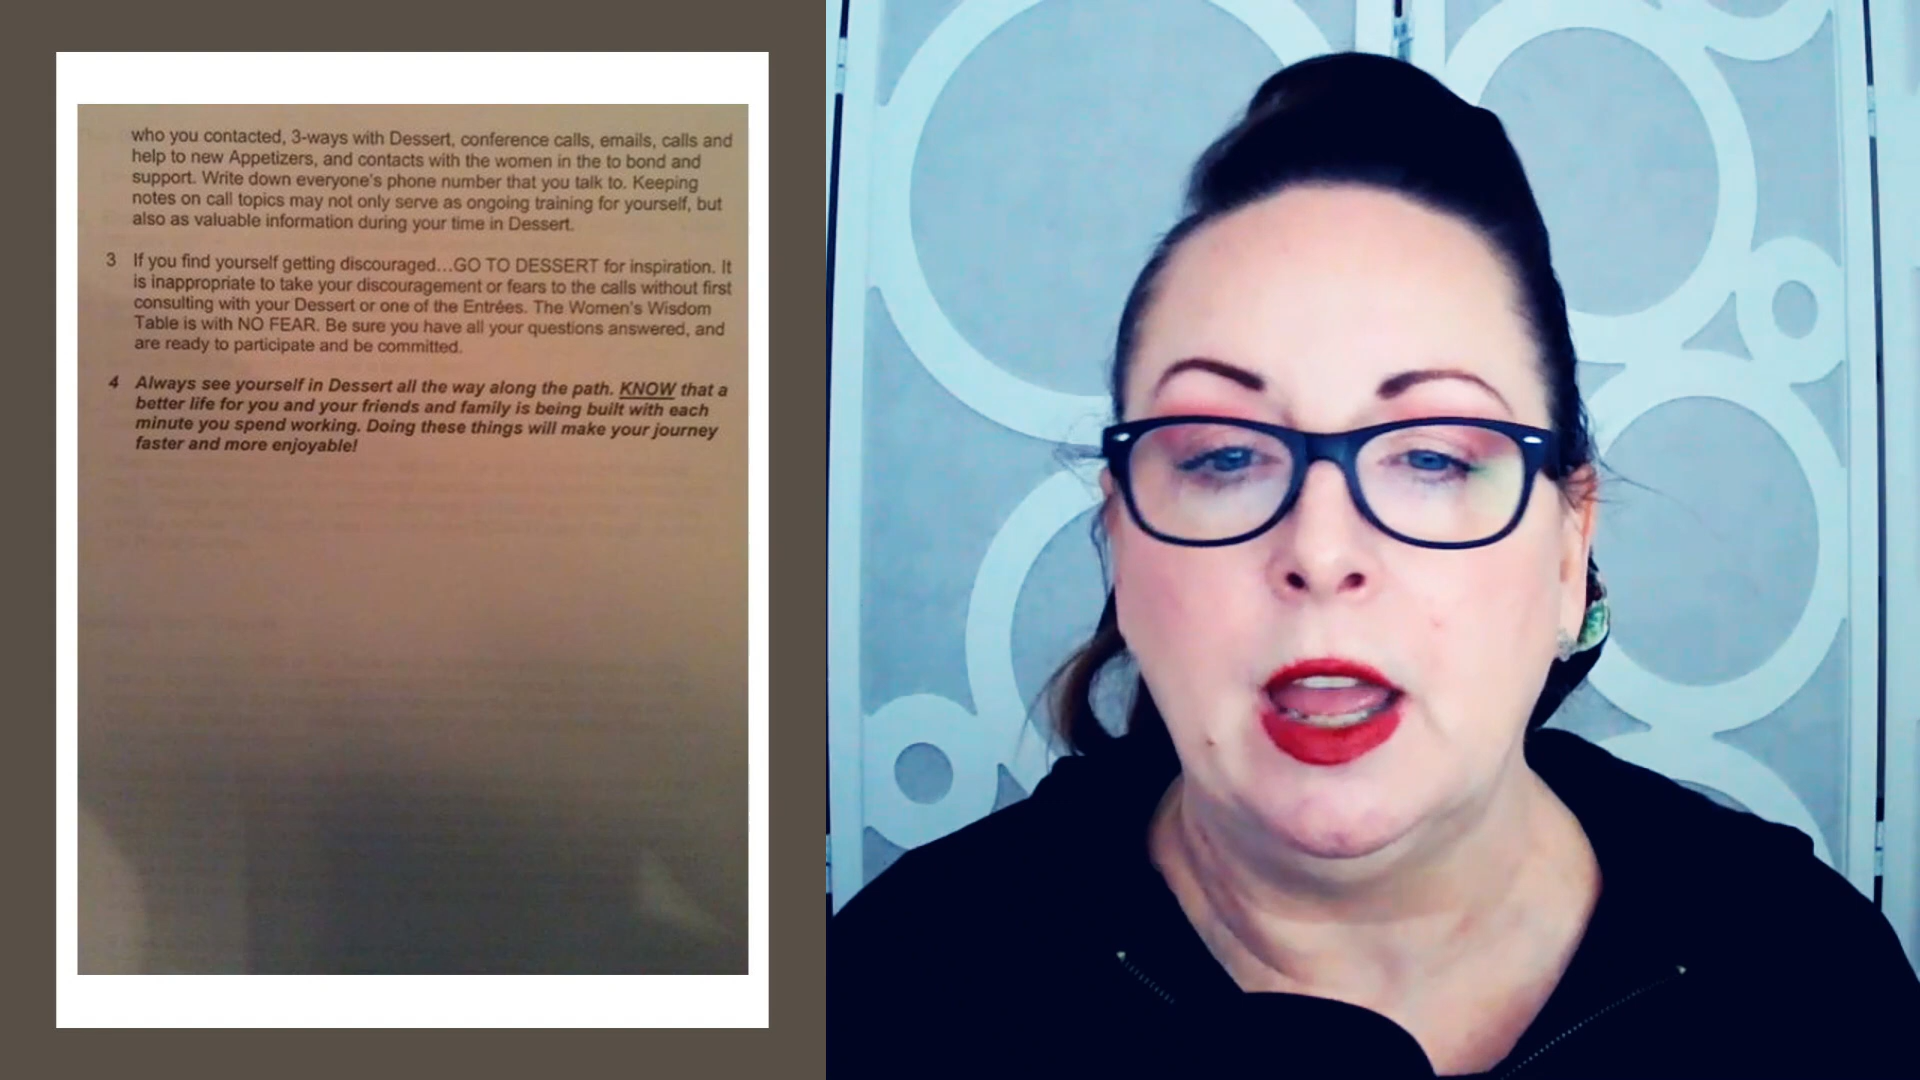 who you contacted, 3-ways with Dessert, conference calls, emails, calls and
help to new Appetizers, and contacts with the women in the to bond and
support. Write down everyone's phone number that you talk to. Keeping
notes on call topics may not only serve as ongoing training for yourself, but
also as valuable information during your time in Dessert.
3 If you find yourself getting discouraged...GO TO DESSERT for inspiration. It
is inappropriate to take your discouragement or fears to the calls without first
consulting with your Dessert or one of the Entrées. The Women's Wisdom
Table is with NO FEAR. Be sure you have all your questions answered, and
are ready to participate and be committed.
4 Always see yourself in Dessert all the way along the path. KNOW that a
better life for you and your friends and family is being built with each
minute you spend working. Doing these things will make your journey
faster and more enjoyable!